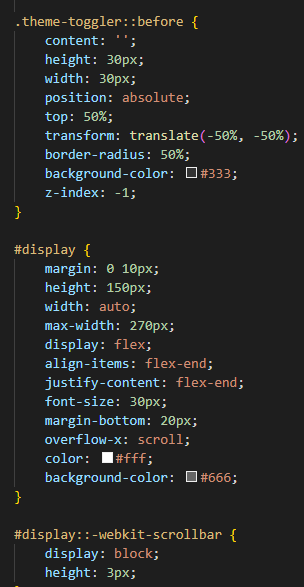 .theme-toggler::before {
    content: '';
    height: 30px;
    width: 30px;
    position: absolute;
    top: 50%;
    transform: translate(-50%, -50%);
    border-radius: 50%;
    background-color: #333;
    z-index: -1;
}

#display {
    margin: 0 10px;
    height: 150px;
    width: auto;
    max-width: 270px;
    display: flex;
    align-items: flex-end;
    justify-content: flex-end;
    font-size: 30px;
    margin-bottom: 20px;
    overflow-x: scroll;
    color: #fff;
    background-color: #666;
}

#display::-webkit-scrollbar {
    display: block;
    height: 3px;